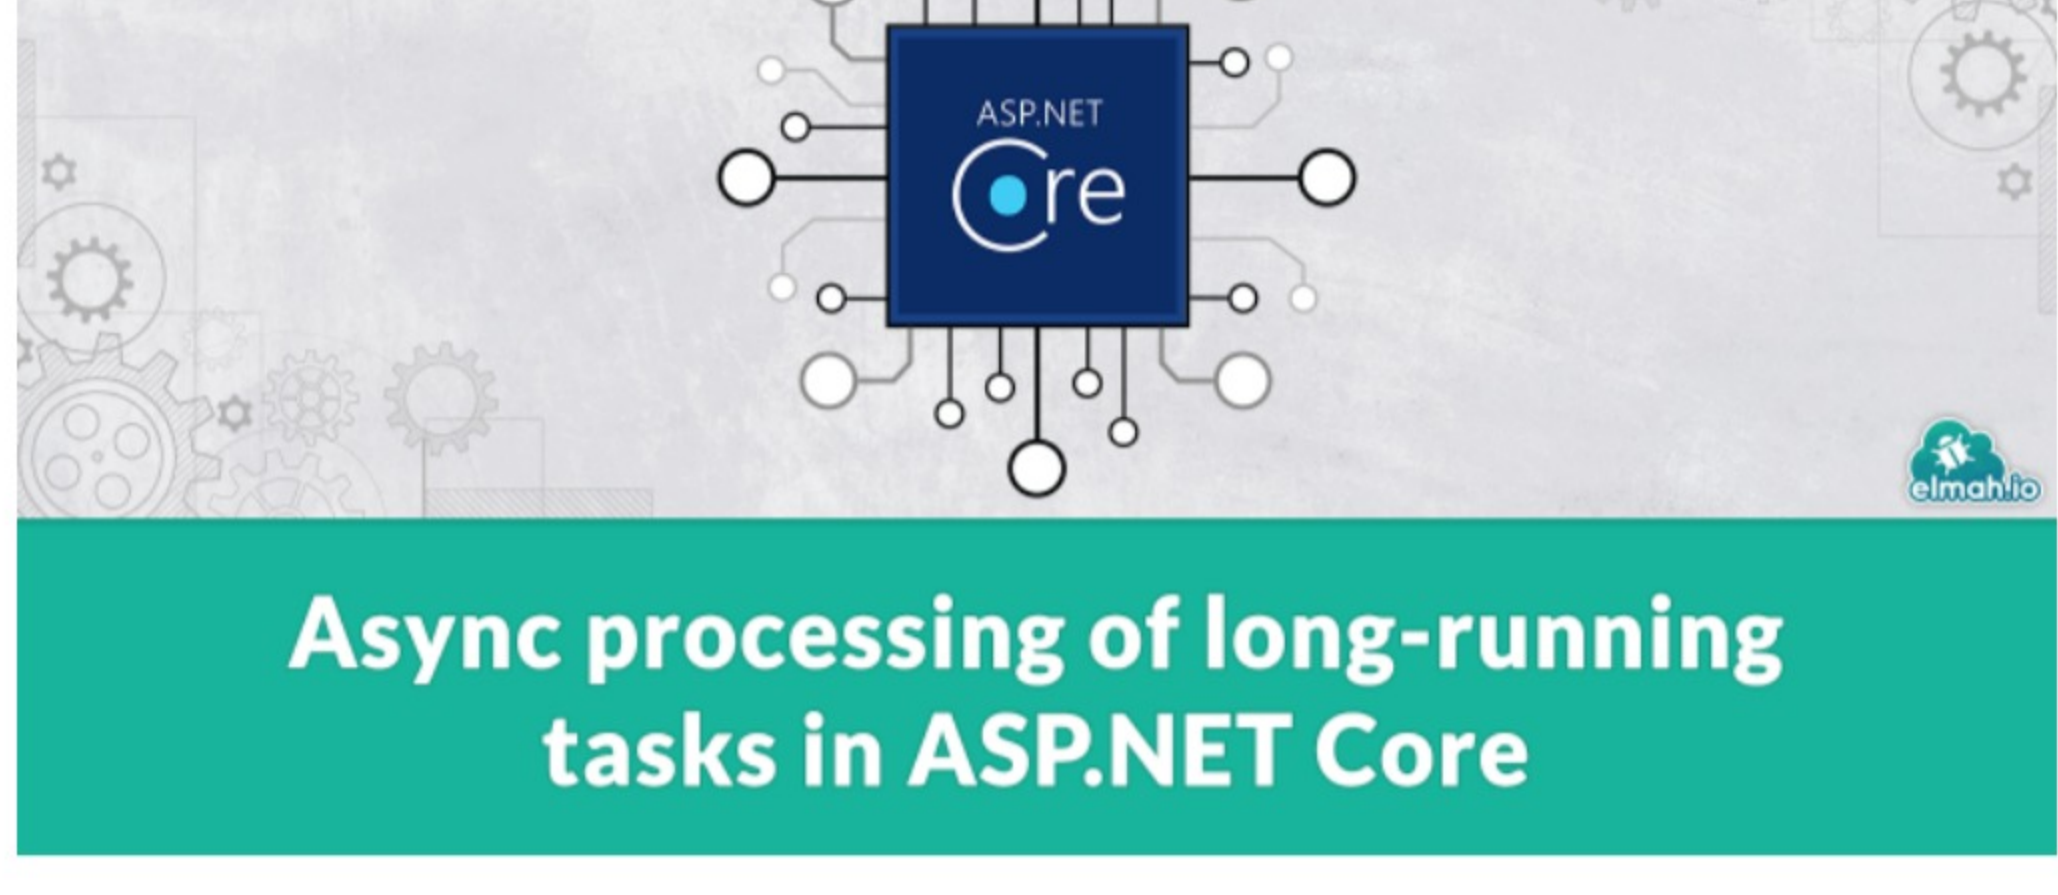 ASP.NET
Core
elmah.io
Async processing of long-running
tasks in ASP.NET Core